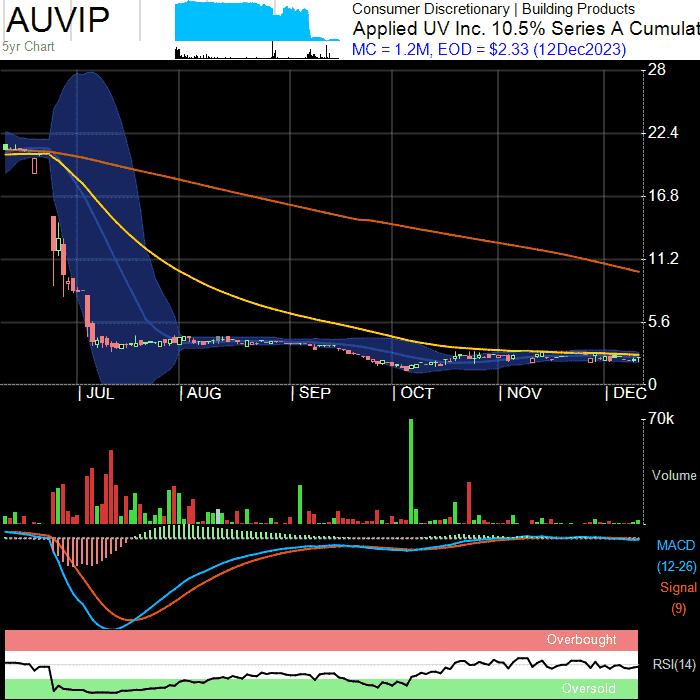 AUVIP
5yr Chart
Consumer Discretionary | Building Products
Applied UV Inc. 10.5% Series A Cumulat
MC = 1.2M, EOD = $2.33 (12Dec2023)
28
22.4
16.8
11.2
5.6
0
| JUL | AUG | SEP | OCT | NOV | DEC
70k
Volume
MACD
(12-26)
Signal
(9)
Overbought
RSI(14)
Oversold